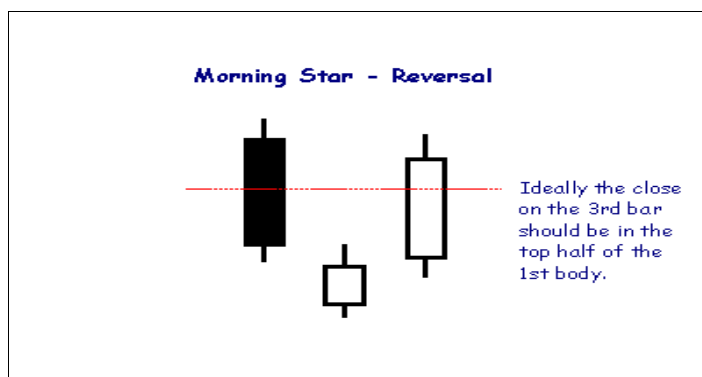 Morning Star - Reversal
Ideally the close
on the 3rd bar
should be in the
top half of the
1st body.